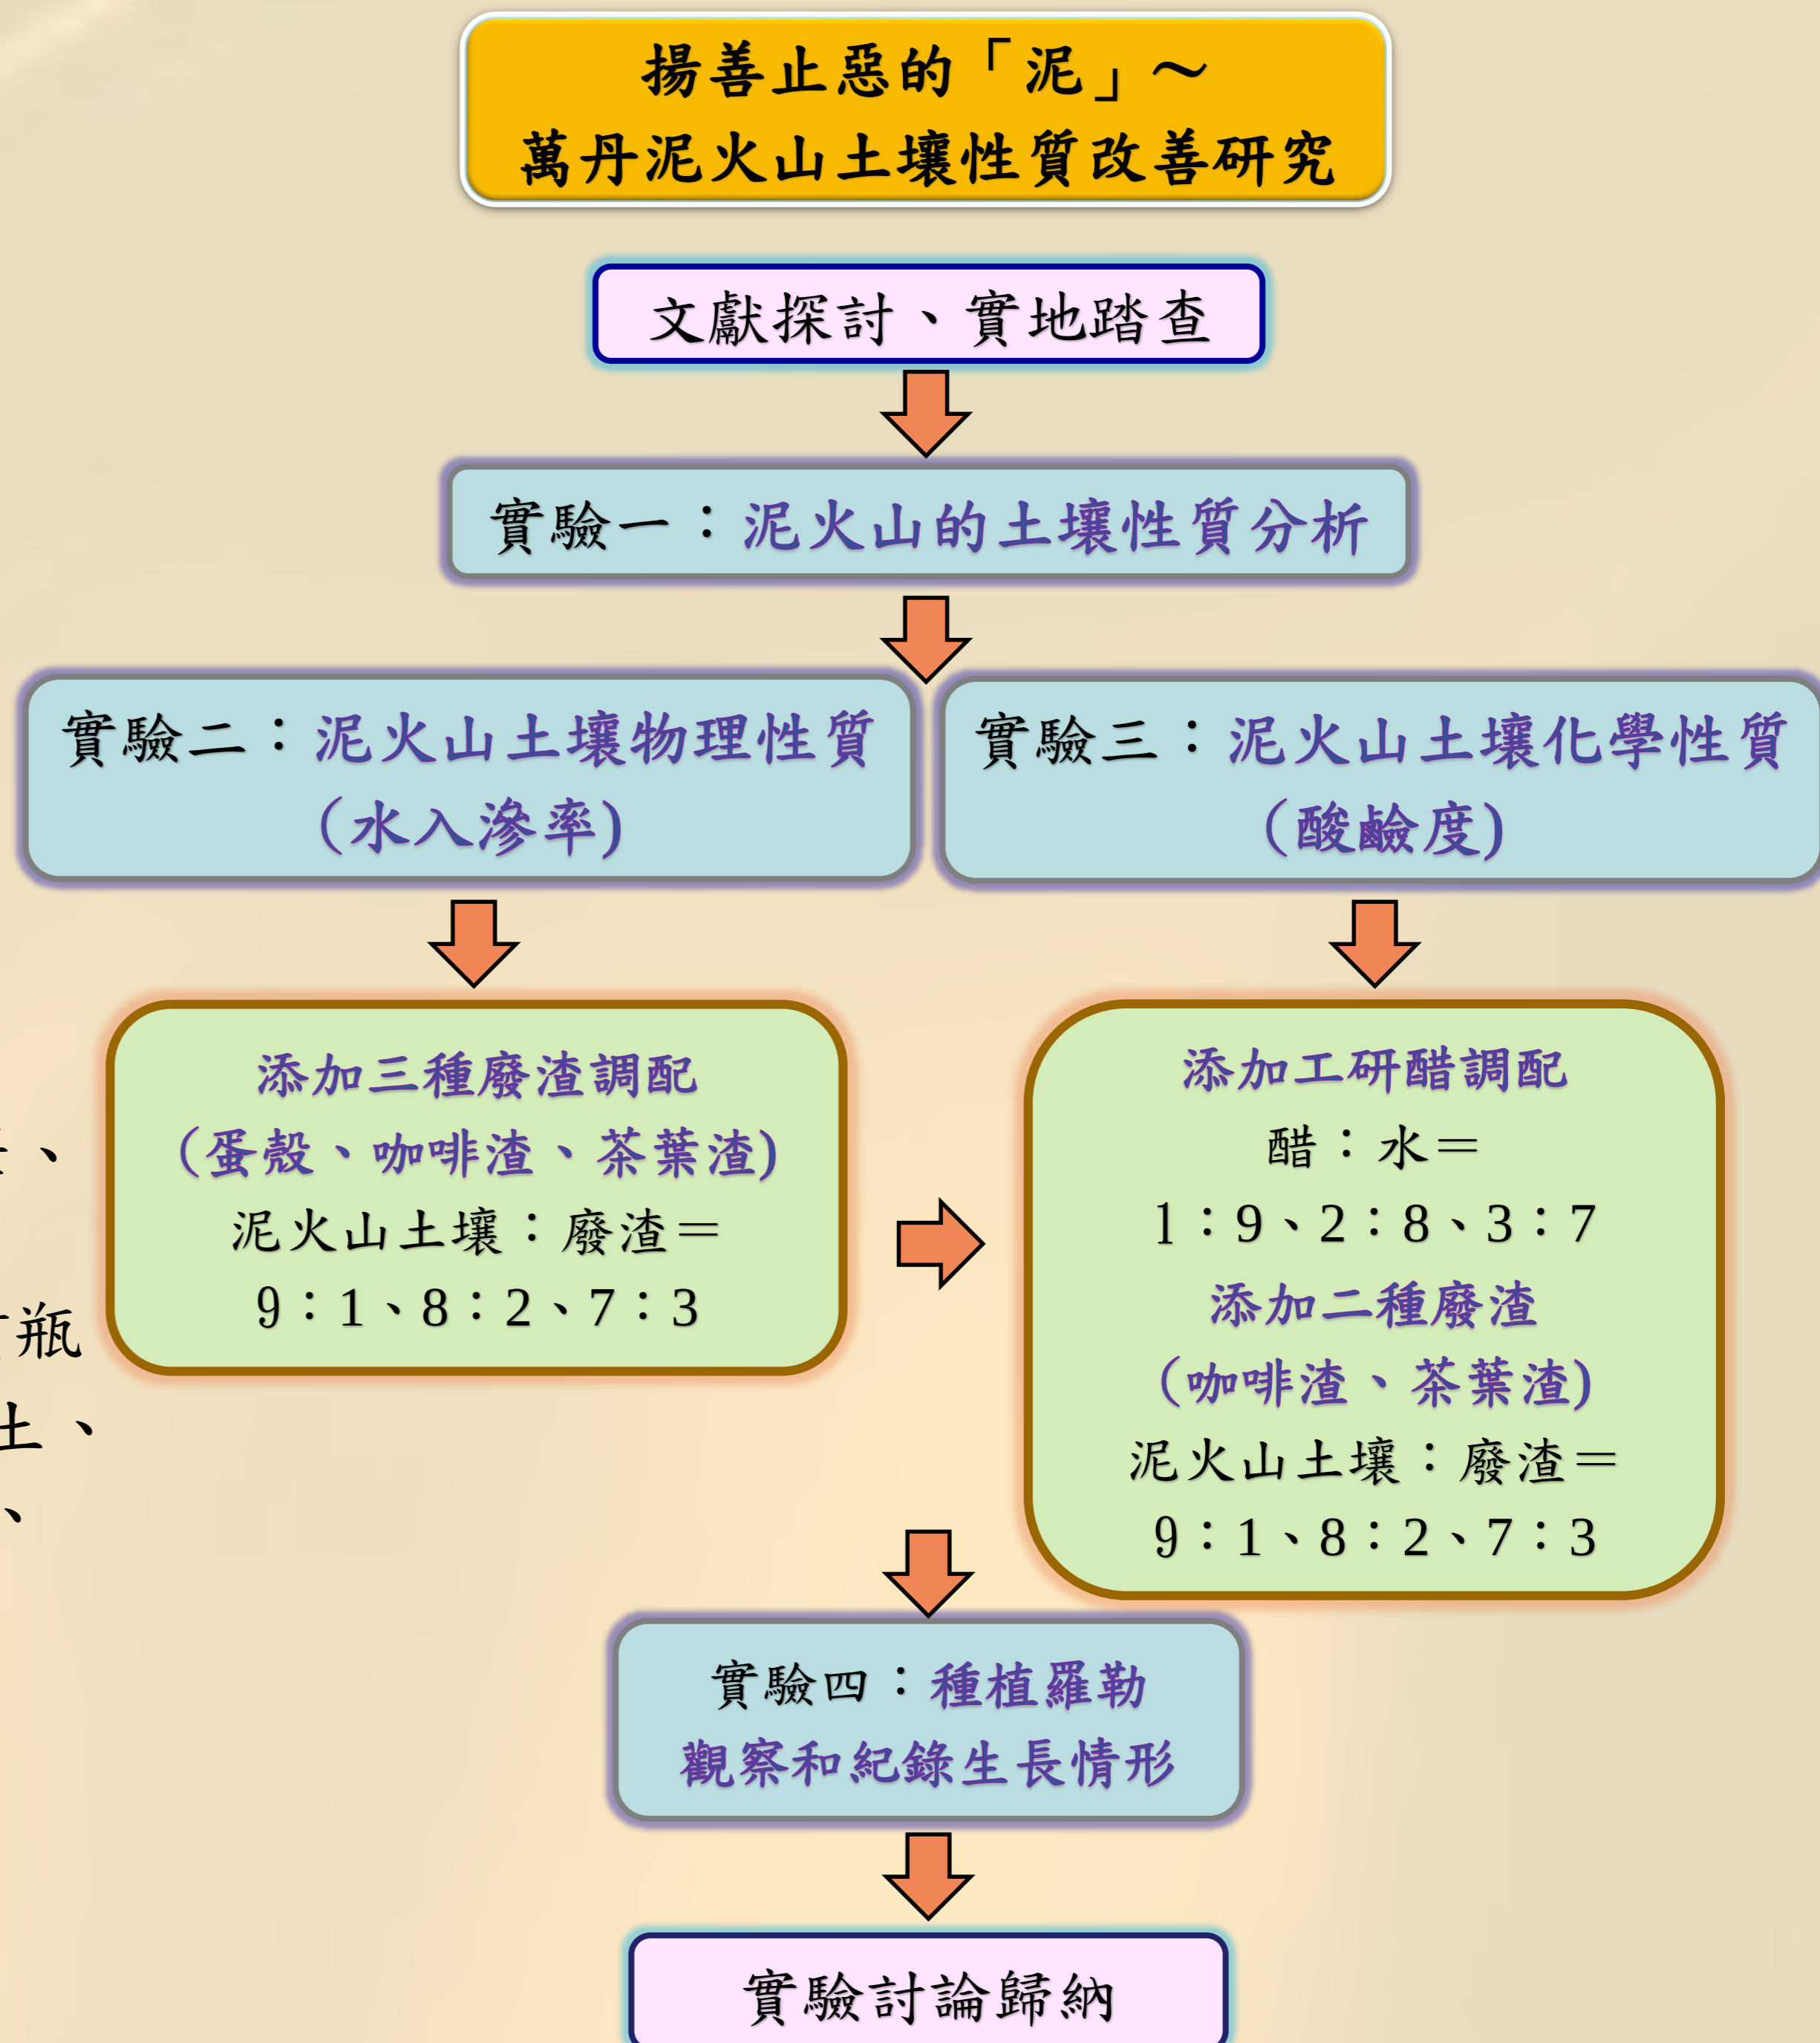 揚善止惡的「泥」～
萬丹泥火山土壤性質改善研究
文獻探討、實地踏查
實驗一：泥火山的土壤性質分析
實驗二：泥火山土壤物理性質
（水入滲率)
實驗三：泥火山土壤化學性質
（酸鹼度)
添加三種廢渣調配
（蛋殼、咖啡渣、茶葉渣)
泥火山土壤：廢渣＝
9：1、8：2、7：3
添加工研醋調配
醋：水＝
1：9、2：8、3：7
添加二種廢渣
（咖啡渣、茶葉渣)
泥火山土壤：廢渣＝
9：1、8：2、7：3
、
瓶
土、
、
實驗四：種植羅勒
觀察和紀錄生長情形
實驗討論歸納